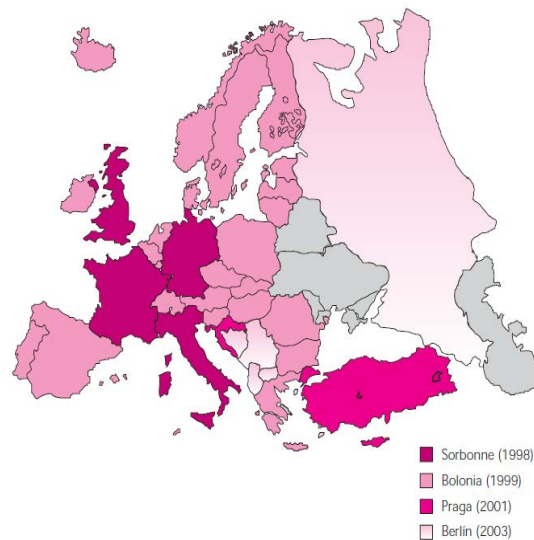 Sorbonne (1998)
Bolonia (1999)
Praga (2001)
Berlín (2003)